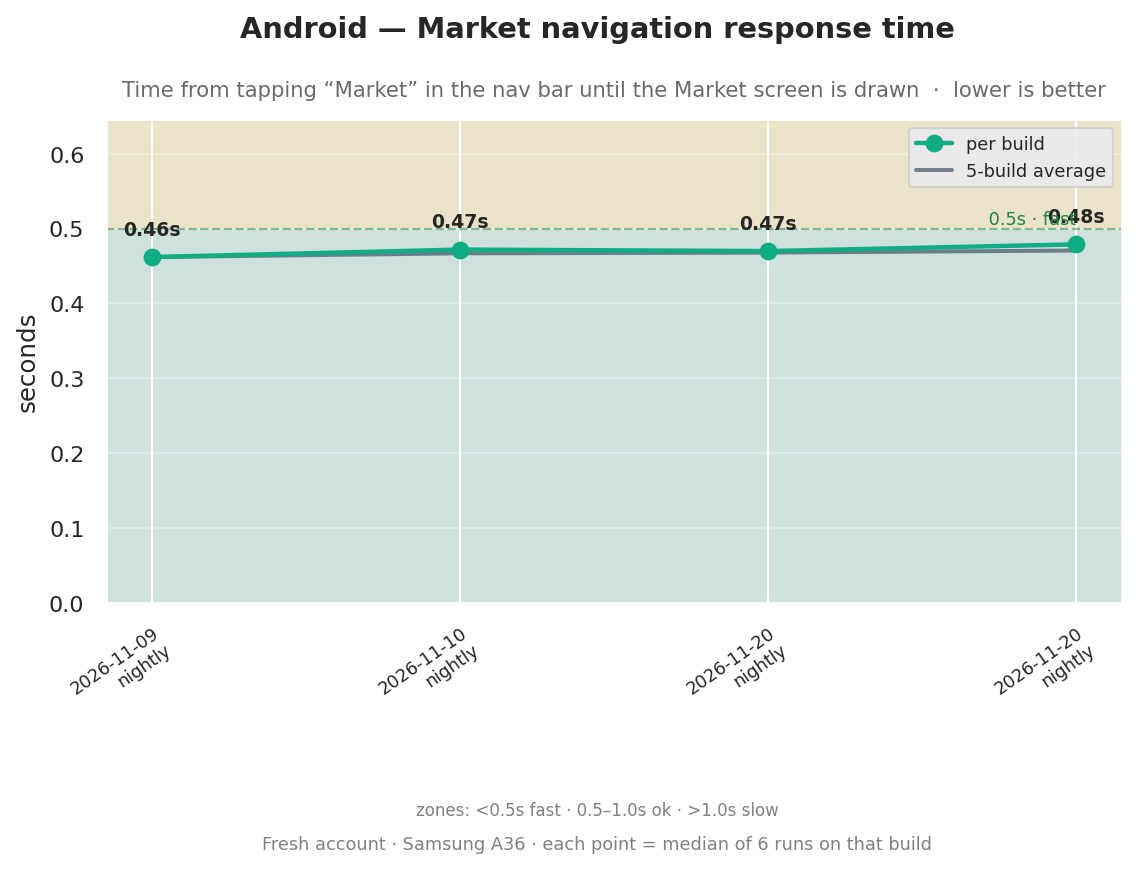 Android — Market navigation response time
Time from tapping “Market” in the nav bar until the Market screen is drawn · lower is better
per build
5-build average
0.6
0.5
0.4
0.3
0.2
0.1
0.0
seconds
0.46s
0.47s
0.47s
0.5s · fast
0.48s
2026-11-09
nightly
2026-11-10
nightly
2026-11-20
nightly
2026-11-20
nightly
zones: <0.5s fast · 0.5–1.0s ok · >1.0s slow
Fresh account · Samsung A36 · each point = median of 6 runs on that build